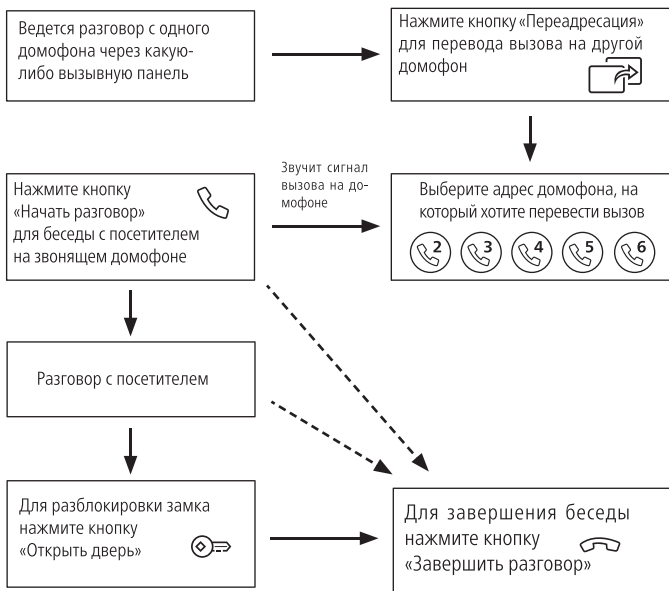 Ведется разговор с одного
домофона через какую-
либо вызывную панель
Нажмите кнопку «Переадресация»
для перевода вызова на другой
домофон
Звучит сигнал
вызова на до-
мофоне
Нажмите кнопку
«Начать разговор»
для беседы с посетителем
на звонящем домофоне
Выберите адрес домофона, на
который хотите перевести вызов
2 3 4 5 6
Разговор с посетителем
Для разблокировки замка
нажмите кнопку
«Открыть дверь»
Для завершения беседы
нажмите кнопку
«Завершить разговор»